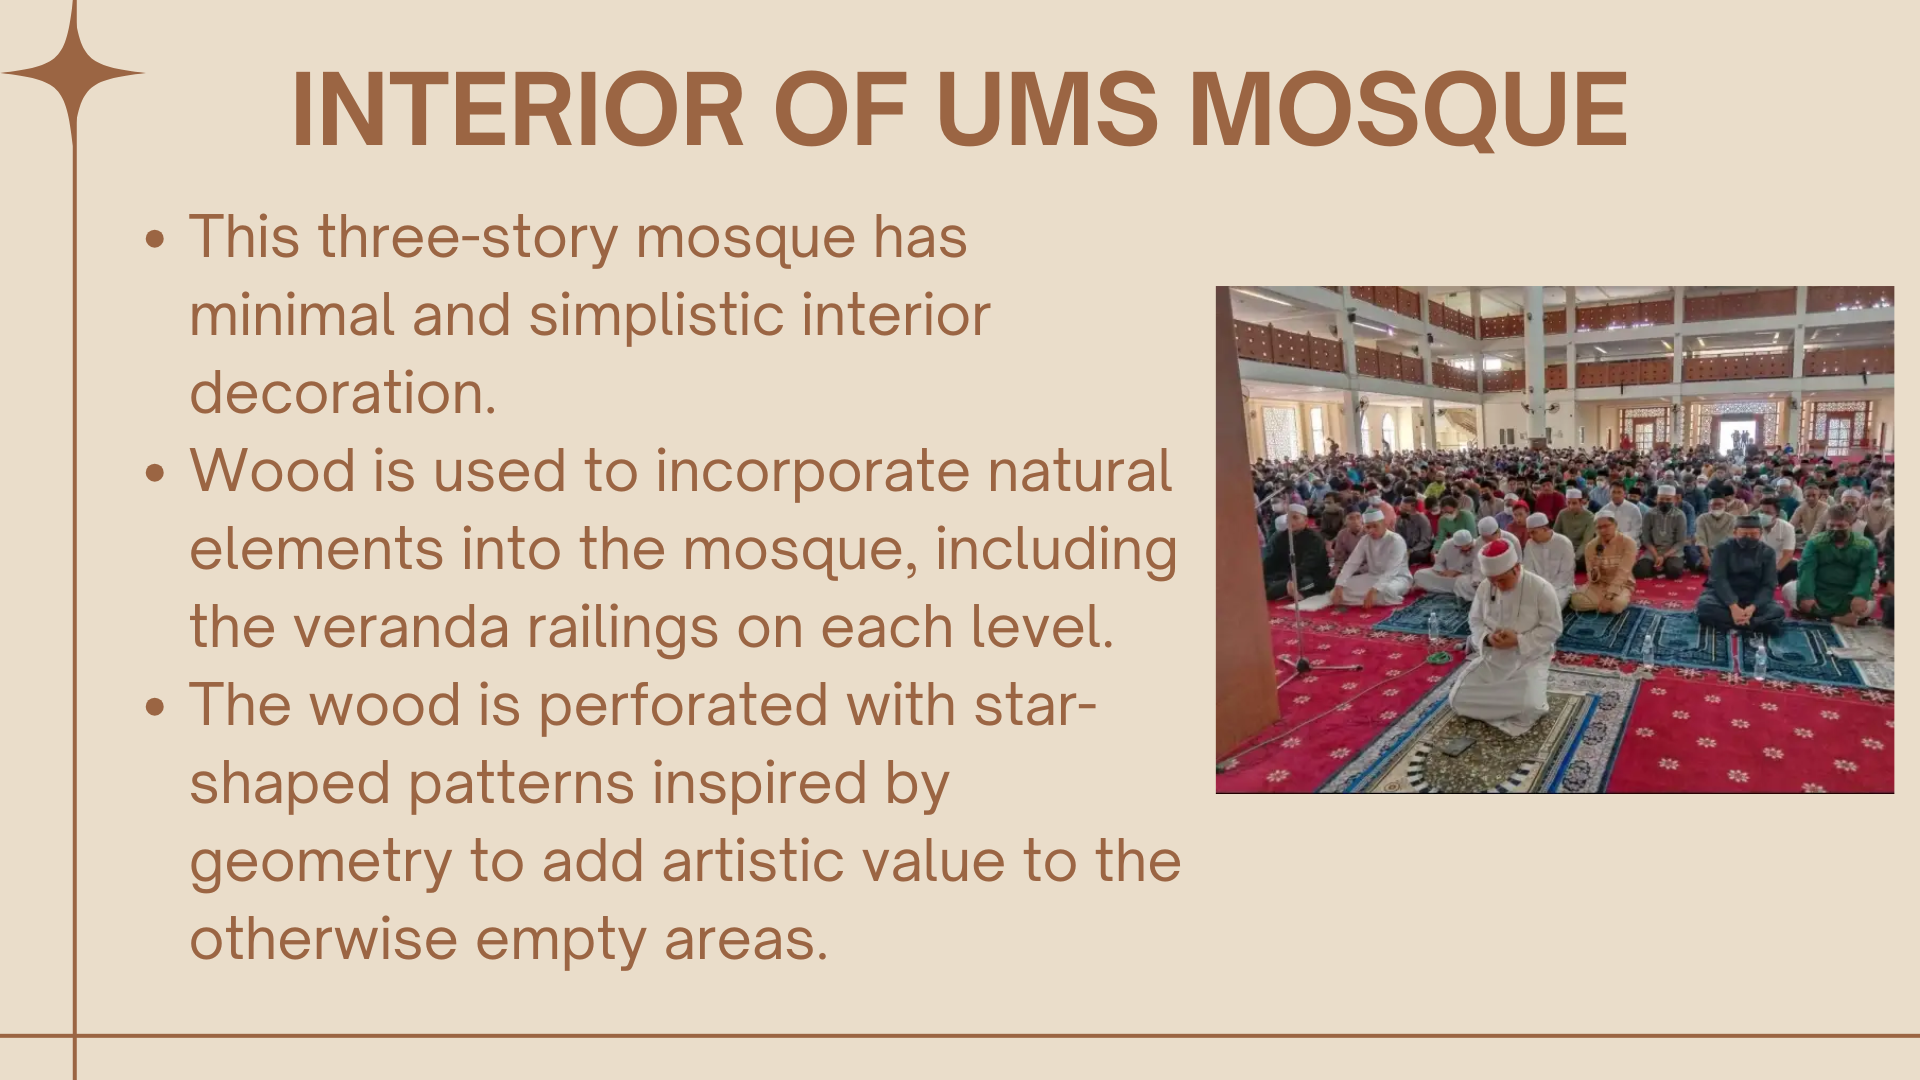 INTERIOR OF UMS MOSQUE
• This three-story mosque has
minimal and simplistic interior
decoration.
• Wood is used to incorporate natural
elements into the mosque, including
the veranda railings on each level.
• The wood is perforated with star-
shaped patterns inspired by
geometry to add artistic value to the
otherwise empty areas.